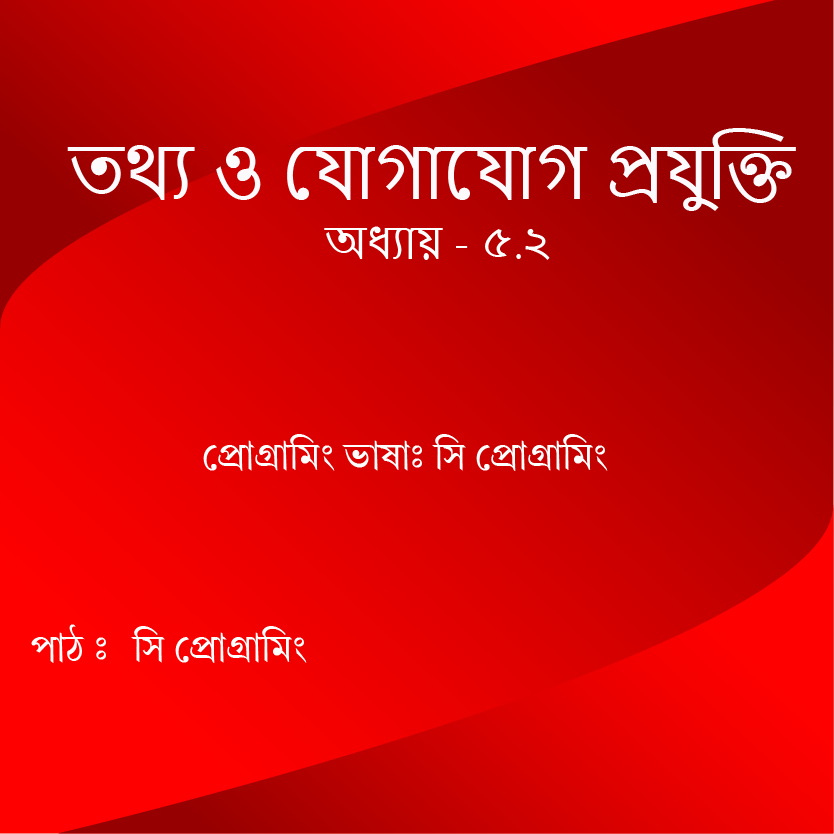 তথ্য ও যোগাযোগ প্রযুক্তি
অধ্যায় - ৫.২
প্রোগ্রামিং ভাষাঃ সি প্রোগ্রামিং
পাঠ ঃ সি প্রোগ্রামিং